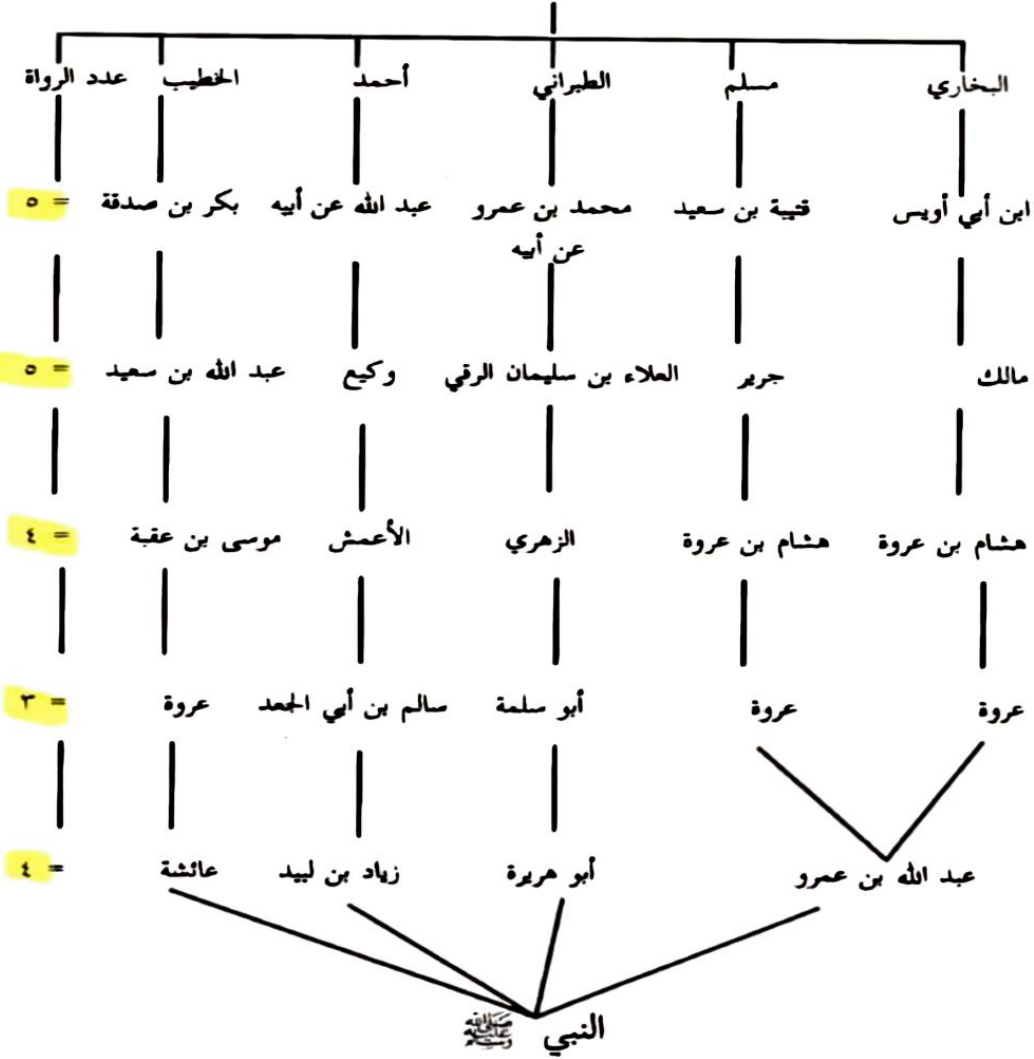 البخاري مسلم الطبراني أحمد الخطيب عدد الرواة
ابن أبي أويس قتيبة بن سعيد محمد بن عمرو عبد الله عن أبيه بكر بن صدقة = ٥
عن أبيه
مالك جرير العلاء بن سليمان الرقي وكيع عبد الله بن سعيد = ٥
هشام بن عروة هشام بن عروة الزهري الأعمش موسى بن عقبة = ٤
عروة عروة أبو سلمة سالم بن أبي الجعد عروة = ٣
عبد الله بن عمرو أبو هريرة زياد بن لبيد عائشة = ٤
النبي ﷺ